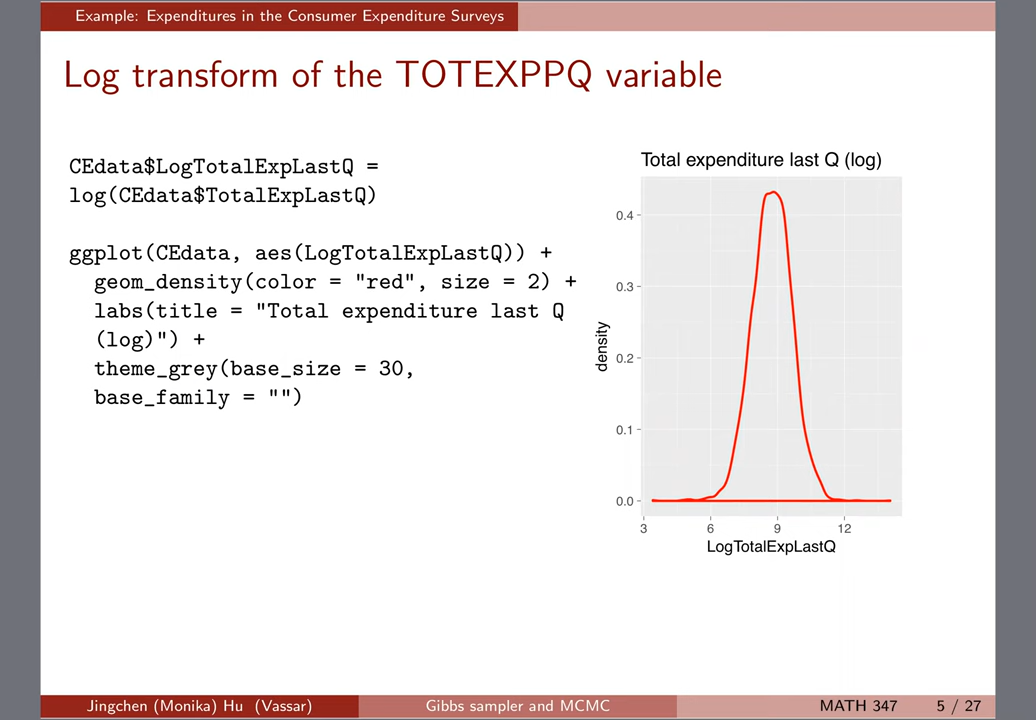 Example: Expenditures in the Consumer Expenditure Surveys
Log transform of the TOTEXPPQ variable
CEdata$LogTotalExpLastQ =
log(CEdata$TotalExpLastQ)
ggplot(CEdata, aes(LogTotalExpLastQ)) +
geom_density(color = "red", size = 2) +
labs(title = "Total expenditure last Q
(log)") +
theme_grey(base_size = 30,
base_family = "")
Total expenditure last Q (log)
0.4
0.3
0.2
0.1
0.0
density
3 6 9 12
LogTotalExpLastQ
Jingchen (Monika) Hu (Vassar) Gibbs sampler and MCMC MATH 347 5 / 27